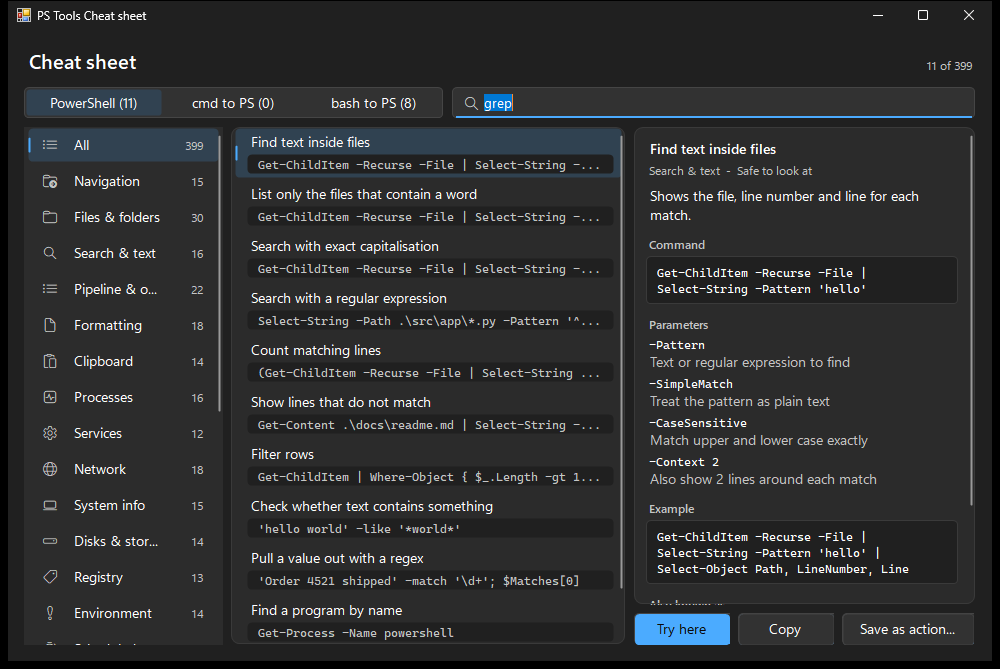 PS Tools Cheat sheet
Cheat sheet
11 of 399
PowerShell (11)
cmd to PS (0)
bash to PS (8)
grep
All 399
Navigation 15
Files & folders 30
Search & text 16
Pipeline & o... 22
Formatting 18
Clipboard 14
Processes 16
Services 12
Network 18
System info 15
Disks & stor... 14
Registry 13
Environment 14
Find text inside files
Get-ChildItem -Recurse -File | Select-String -...
List only the files that contain a word
Get-ChildItem -Recurse -File | Select-String -...
Search with exact capitalisation
Get-ChildItem -Recurse -File | Select-String -...
Search with a regular expression
Select-String -Path .\src\app\*.py -Pattern '^...
Count matching lines
(Get-ChildItem -Recurse -File | Select-String ...
Show lines that do not match
Get-Content .\docs\readme.md | Select-String -...
Filter rows
Get-ChildItem | Where-Object { $_.Length -gt 1...
Check whether text contains something
'hello world' -like '*world*'
Pull a value out with a regex
'Order 4521 shipped' -match '\d+'; $Matches[0]
Find a program by name
Get-Process -Name powershell
Find text inside files
Search & text - Safe to look at
Shows the file, line number and line for each
match.
Command
Get-ChildItem -Recurse -File |
Select-String -Pattern 'hello'
Parameters
-Pattern
Text or regular expression to find
-SimpleMatch
Treat the pattern as plain text
-CaseSensitive
Match upper and lower case exactly
-Context 2
Also show 2 lines around each match
Example
Get-ChildItem -Recurse -File |
Select-String -Pattern 'hello' |
Select-Object Path, LineNumber, Line
Try here
Copy
Save as action...